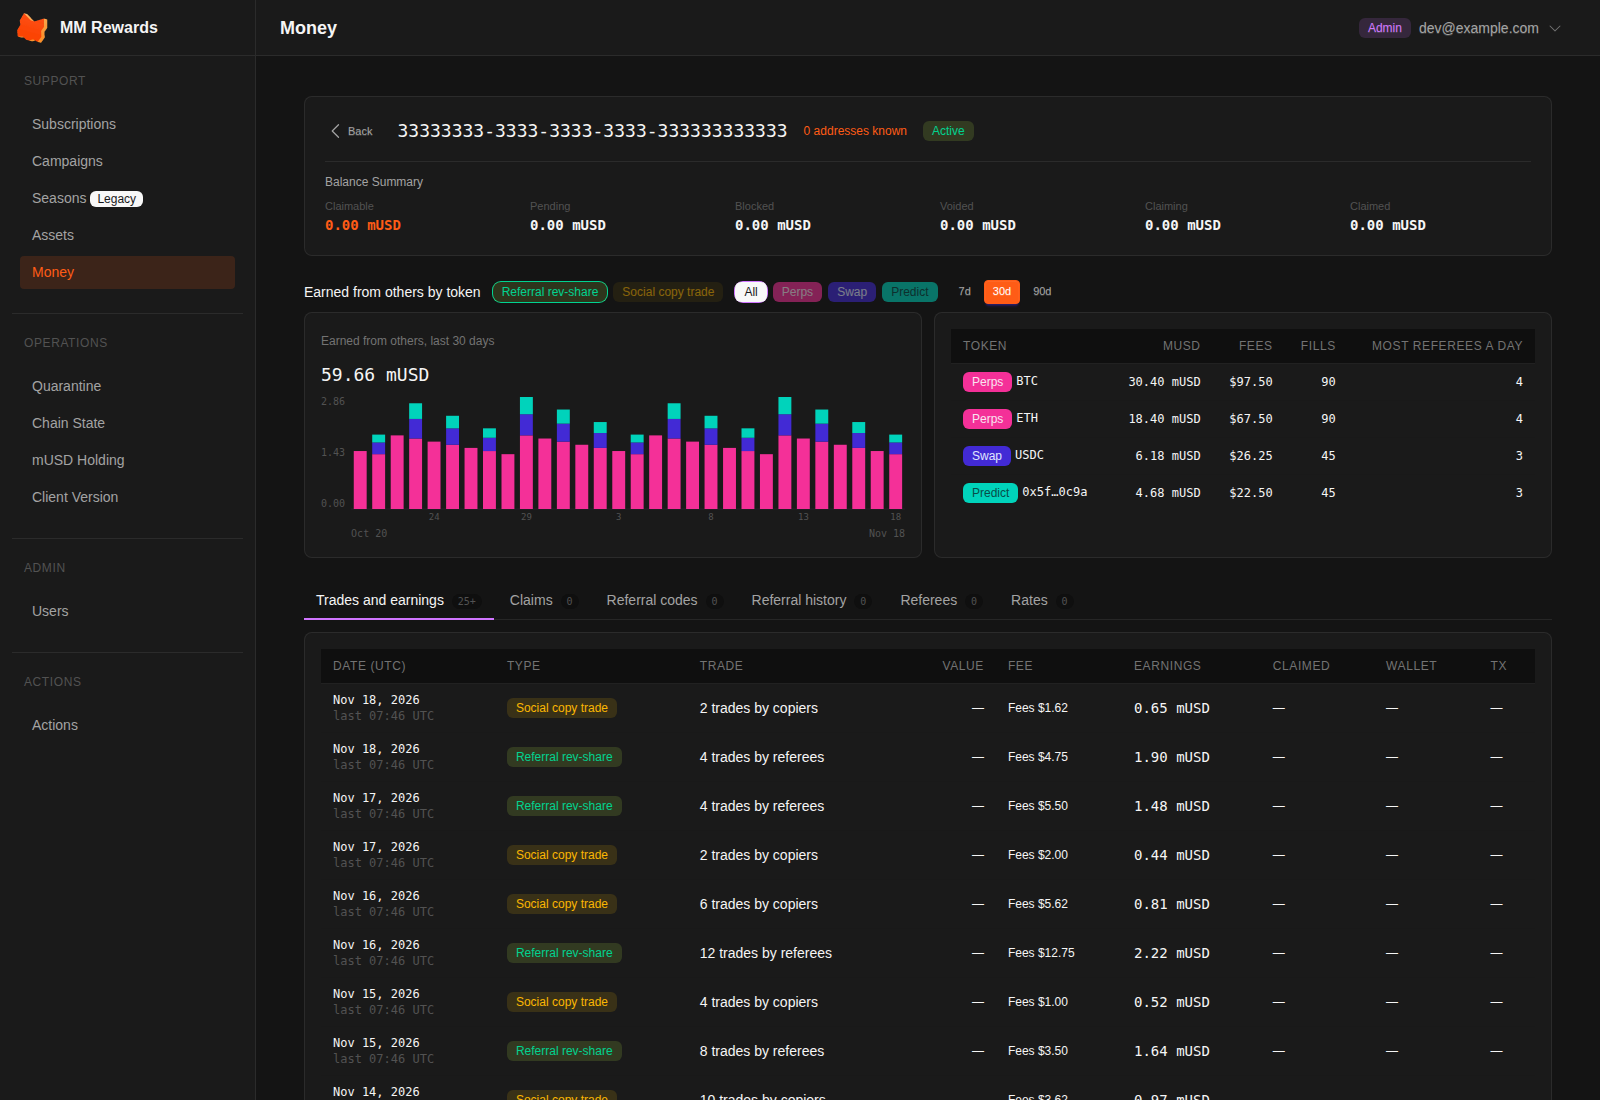 MM Rewards
Money
Admin dev@example.com
SUPPORT
Subscriptions
Campaigns
Seasons Legacy
Assets
Money
OPERATIONS
Quarantine
Chain State
mUSD Holding
Client Version
ADMIN
Users
ACTIONS
Actions
Back 33333333-3333-3333-3333-333333333333 0 addresses known Active
Balance Summary
Claimable Pending Blocked Voided Claiming Claimed
0.00 mUSD 0.00 mUSD 0.00 mUSD 0.00 mUSD 0.00 mUSD 0.00 mUSD
Earned from others by token Referral rev-share Social copy trade All Perps Swap Predict 7d 30d 90d
Earned from others, last 30 days
59.66 mUSD
2.86
1.43
0.00
24 29 3 8 13 18
Oct 20 Nov 18
TOKEN MUSD FEES FILLS MOST REFEREES A DAY
Perps BTC 30.40 mUSD $97.50 90 4
Perps ETH 18.40 mUSD $67.50 90 4
Swap USDC 6.18 mUSD $26.25 45 3
Predict 0x5f…0c9a 4.68 mUSD $22.50 45 3
Trades and earnings 25+ Claims 0 Referral codes 0 Referral history 0 Referees 0 Rates 0
DATE (UTC) TYPE TRADE VALUE FEE EARNINGS CLAIMED WALLET TX
Nov 18, 2026
last 07:46 UTC Social copy trade 2 trades by copiers — Fees $1.62 0.65 mUSD — — —
Nov 18, 2026
last 07:46 UTC Referral rev-share 4 trades by referees — Fees $4.75 1.90 mUSD — — —
Nov 17, 2026
last 07:46 UTC Referral rev-share 4 trades by referees — Fees $5.50 1.48 mUSD — — —
Nov 17, 2026
last 07:46 UTC Social copy trade 2 trades by copiers — Fees $2.00 0.44 mUSD — — —
Nov 16, 2026
last 07:46 UTC Social copy trade 6 trades by copiers — Fees $5.62 0.81 mUSD — — —
Nov 16, 2026
last 07:46 UTC Referral rev-share 12 trades by referees — Fees $12.75 2.22 mUSD — — —
Nov 15, 2026
last 07:46 UTC Social copy trade 4 trades by copiers — Fees $1.00 0.52 mUSD — — —
Nov 15, 2026
last 07:46 UTC Referral rev-share 8 trades by referees — Fees $3.50 1.64 mUSD — — —
Nov 14, 2026
Social copy trade 10 trades by copiers Fees $3.62 0.97 mUSD